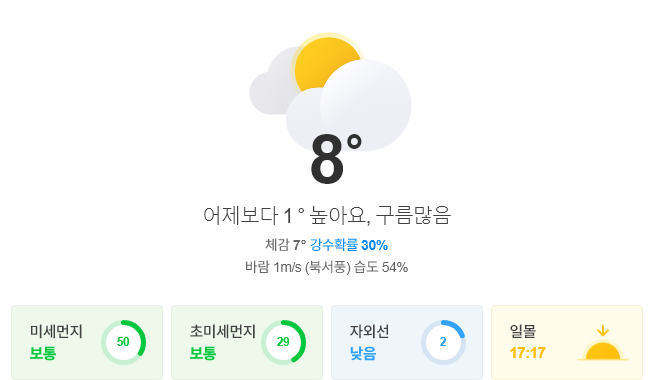 8°
어제보다 1 ° 높아요, 구름많음
체감 7° 강수확률 30%
바람 1m/s (북서풍) 습도 54%
미세먼지
보통
50
초미세먼지
보통
29
자외선
낮음
2
일몰
17:17